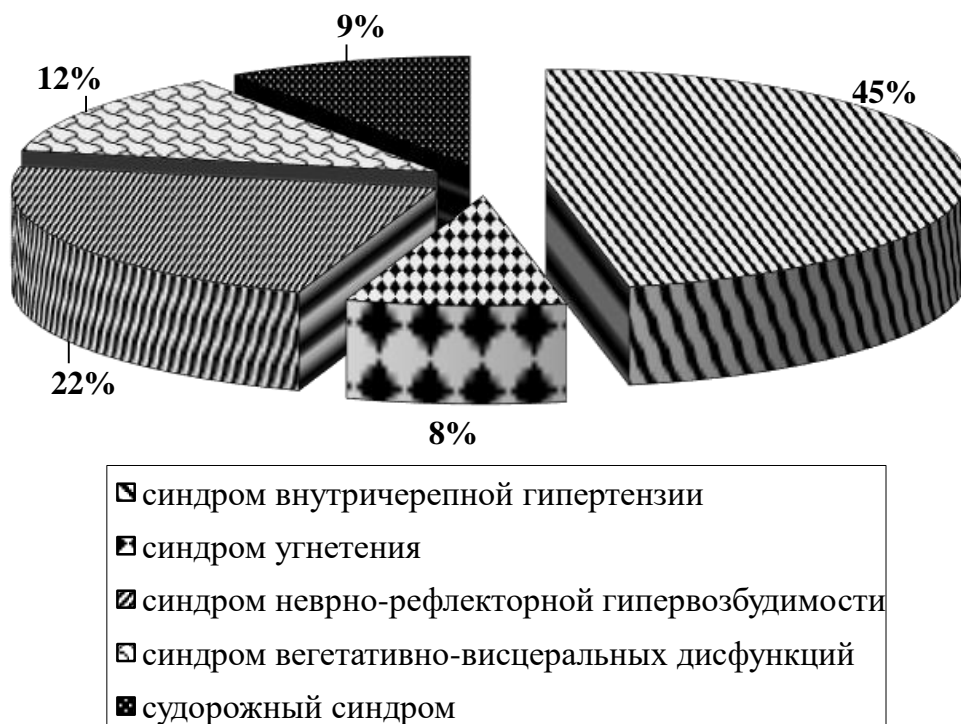 9%
12%
45%
22%
8%
синдром внутричерепной гипертензии
синдром угнетения
синдром неврно-рефлекторной гипервозбудимости
синдром вегетативно-висцеральных дисфункций
судорожный синдром